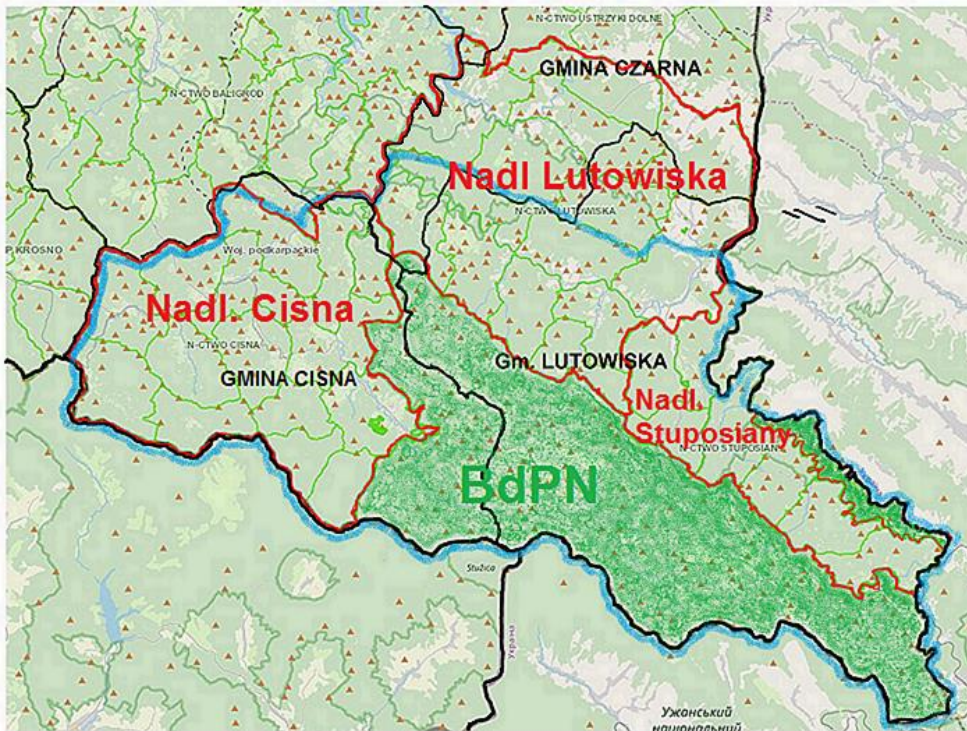 N-CTWO USTRZYKI DOLNE
GMINA CZARNA
N-CTWO BALIGRÓD
Nadl Lutowiska
N-CTWO LUTOWISKA
P KROSNO
Woj. podkarpackie
Nadl. Cisna
N-CTWO CISNA
GMINA CISNA
Gm. LUTOWISKA
Nadl.
Stuposiany
N-CTWO STUPOSIAN
BdPN
Stužica
Україна
Ужанський
національний